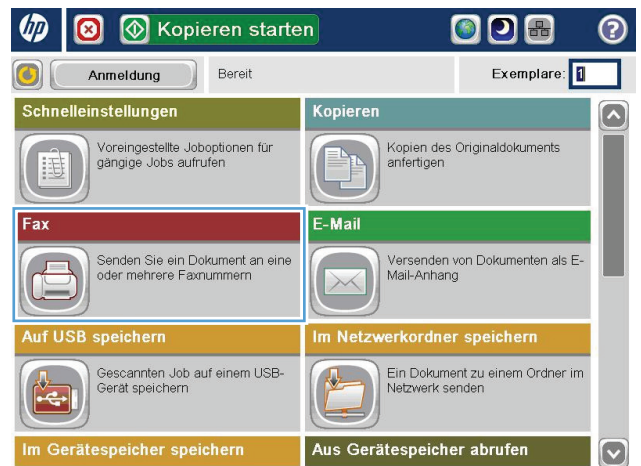 hp
Kopieren starten
?
Anmeldung
Bereit
Exemplare: 1
Schnelleinstellungen
Voreingestellte Joboptionen für
gängige Jobs aufrufen
Kopieren
Kopien des Originaldokuments
anfertigen
Fax
Senden Sie ein Dokument an eine
oder mehrere Faxnummern
E-Mail
Versenden von Dokumenten als E-
Mail-Anhang
Auf USB speichern
Gescannten Job auf einem USB-
Gerät speichern
Im Netzwerkordner speichern
Ein Dokument zu einem Ordner im
Netzwerk senden
Im Gerätespeicher speichern
Aus Gerätespeicher abrufen